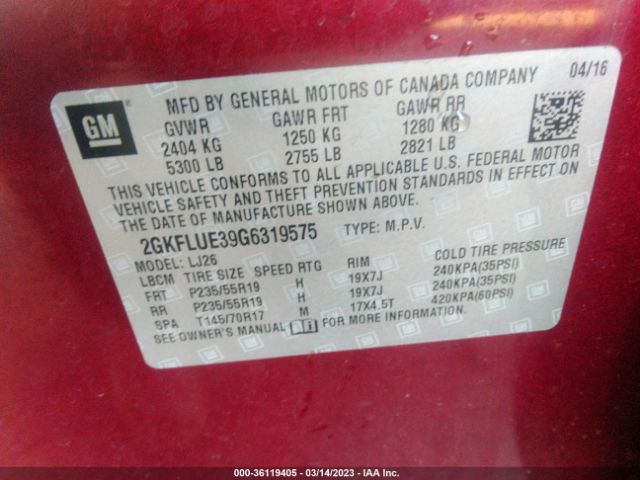 MFD BY GENERAL MOTORS OF CANADA COMPANY 04/16
GM
GVWR GAWR FRT GAWR RR
2404 KG 1250 KG 1280 KG
5300 LB 2755 LB 2821 LB
THIS VEHICLE CONFORMS TO ALL APPLICABLE U.S. FEDERAL MOTOR
VEHICLE SAFETY AND THEFT PREVENTION STANDARDS IN EFFECT ON
THE DATE OF MANUFACTURE SHOWN ABOVE.
2GKFLUE39G6319575 TYPE: M.P.V.
MODEL: LJ26
LBCM TIRE SIZE SPEED RTG RIM COLD TIRE PRESSURE
FRT P235/55R19 H 19X7J 240KPA(35PSI)
RR P235/55R19 H 19X7J 240KPA(35PSI)
SPA T145/70R17 M 17X4.5T 420KPA(60PSI)
SEE OWNER'S MANUAL FOR MORE INFORMATION.
000-36119405 - 03/14/2023 - IAA Inc.